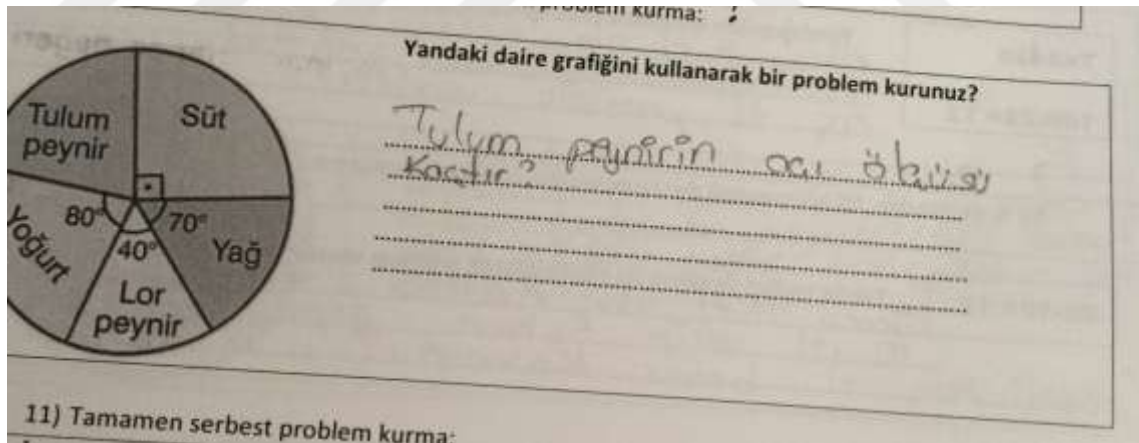 problem kurma:
Yandaki daire grafiğini kullanarak bir problem kurunuz?
Tulum peynirin açı ölçüsü
kaçtır?
Tulum
peynir
Süt
80°
70°
40°
Yoğurt
Yağ
Lor
peynir
11) Tamamen serbest problem kurma: